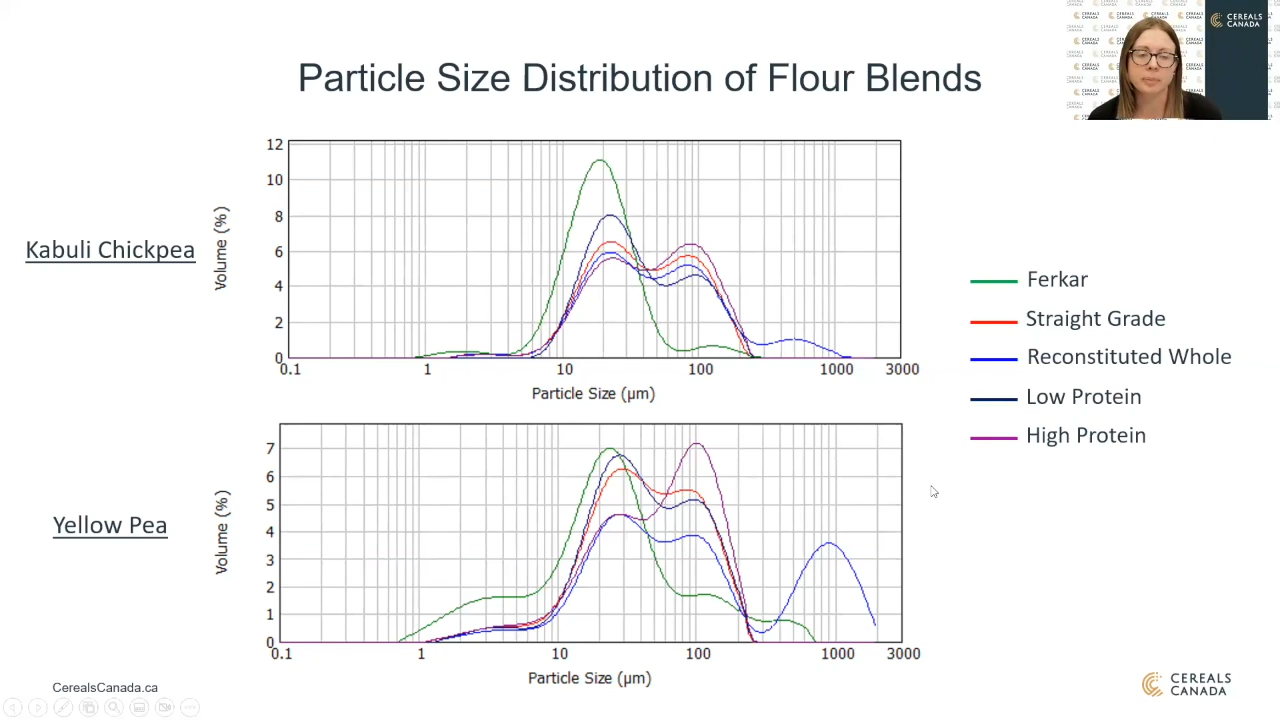 CEREALS
CANADA
Particle Size Distribution of Flour Blends
Kabuli Chickpea
Volume (%)
12
10
8
6
4
2
0
0.1
1
10
100
1000
3000
Particle Size (µm)
Ferkar
Straight Grade
Reconstituted Whole
Low Protein
High Protein
Yellow Pea
Volume (%)
7
6
5
4
3
2
1
0
0.1
1
10
100
1000
3000
Particle Size (µm)
CerealsCanada.ca
CEREALS
CANADA